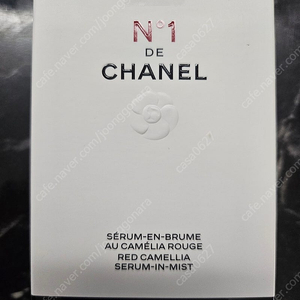 N°1
DE
CHANEL
SÉRUM-EN-BRUME
AU CAMÉLIA ROUGE
RED CAMELLIA
SERUM-IN-MIST